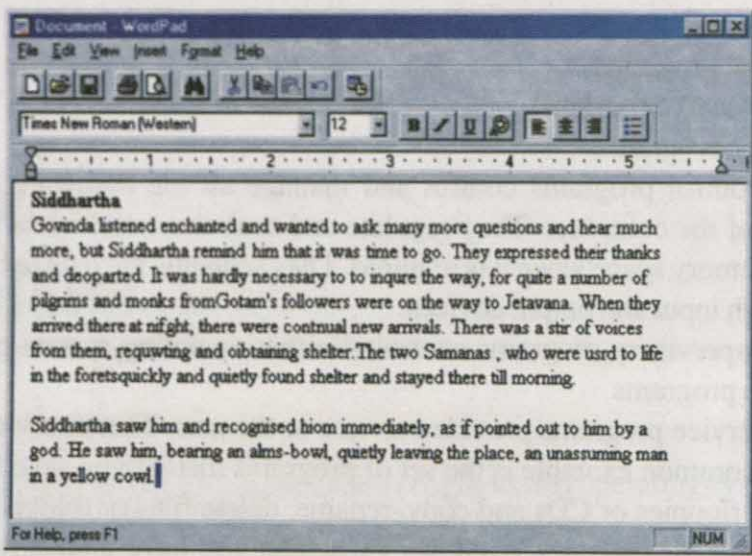 Document - WordPad
File Edit View Insert Format Help
Times New Roman (Western) 12 B / U
1 2 3 4 5
Siddhartha
Govinda listened enchanted and wanted to ask many more questions and hear much
more, but Siddhartha remind him that it was time to go. They expressed their thanks
and deoparted. It was hardly necessary to to inqure the way, for quite a number of
pilgrims and monks fromGotam's followers were on the way to Jetavana. When they
arrived there at nifght, there were contnual new arrivals. There was a stir of voices
from them, requwting and oibtaining shelter.The two Samanas , who were usrd to life
in the foretsquickly and quietly found shelter and stayed there till morning.
Siddhartha saw him and recognised hiom immediately, as if pointed out to him by a
god. He saw him, bearing an alms-bowl, quietly leaving the place, an unassuming man
in a yellow cowl.
For Help, press F1 NUM